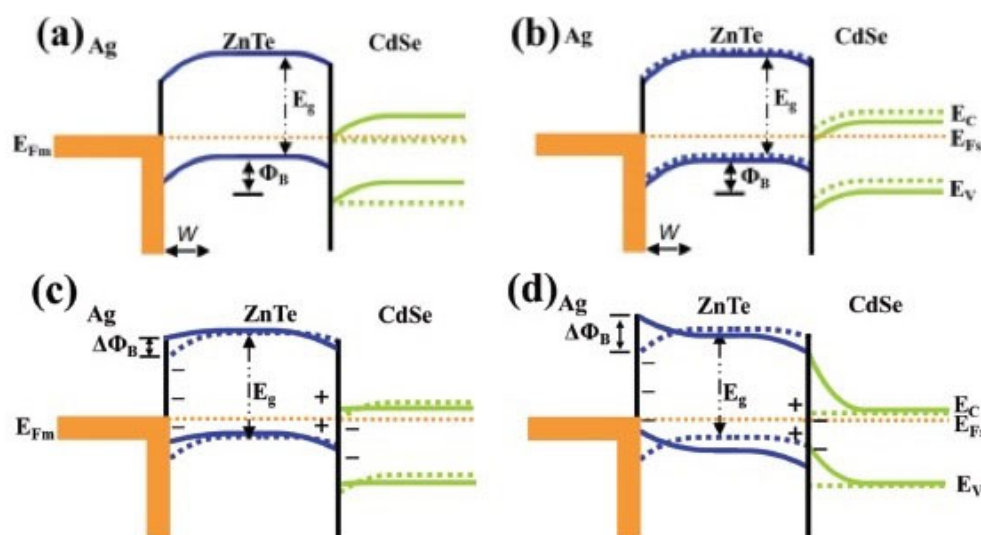 (a) Ag ZnTe CdSe
E_g
E_Fm
Φ_B
W
(b) Ag ZnTe CdSe
E_g
E_C
E_Fs
Φ_B
E_V
W
(c) Ag ZnTe CdSe
ΔΦ_B
−
−
−
E_g
+
E_Fm
+
−
−
(d) Ag ZnTe CdSe
ΔΦ_B
−
−
−
E_g
+
E_C
E_Fs
+
−
−
E_V